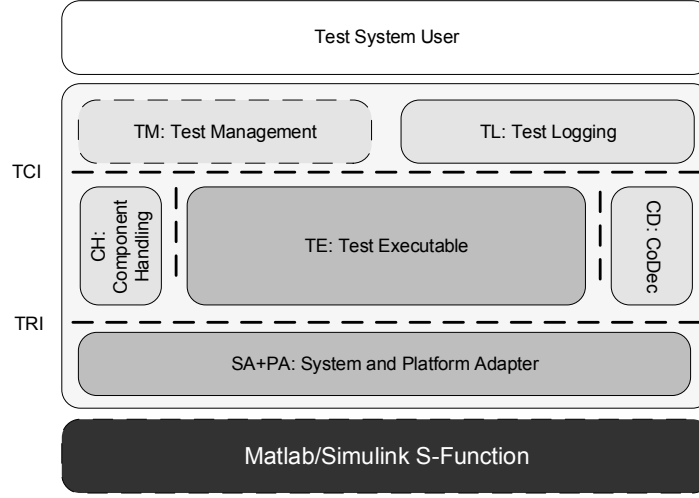 Test System User
TM: Test Management
TL: Test Logging
TCI
CH:
Component
Handling
TE: Test Executable
CD: CoDec
TRI
SA+PA: System and Platform Adapter
Matlab/Simulink S-Function